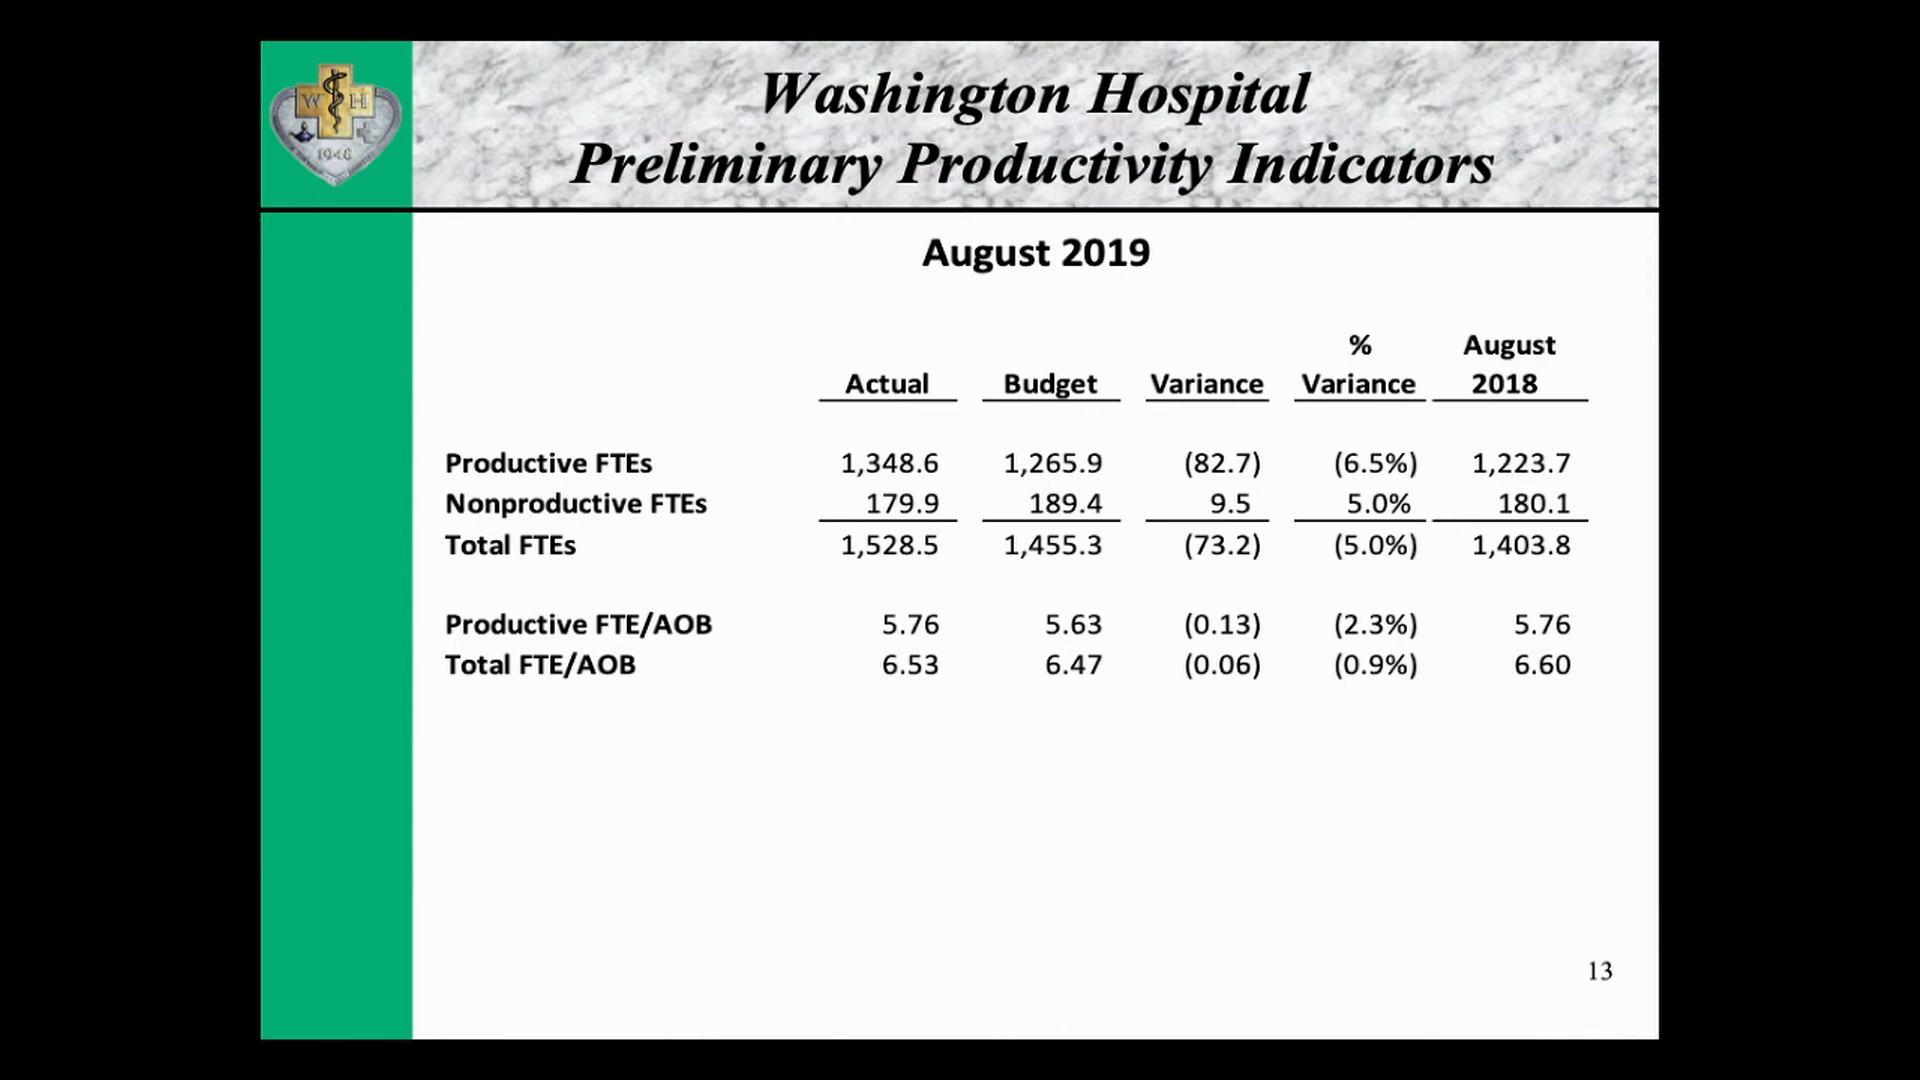 W H
1948
Washington Hospital
Preliminary Productivity Indicators
August 2019
% August
Actual Budget Variance Variance 2018
Productive FTEs 1,348.6 1,265.9 (82.7) (6.5%) 1,223.7
Nonproductive FTEs 179.9 189.4 9.5 5.0% 180.1
Total FTEs 1,528.5 1,455.3 (73.2) (5.0%) 1,403.8
Productive FTE/AOB 5.76 5.63 (0.13) (2.3%) 5.76
Total FTE/AOB 6.53 6.47 (0.06) (0.9%) 6.60
13